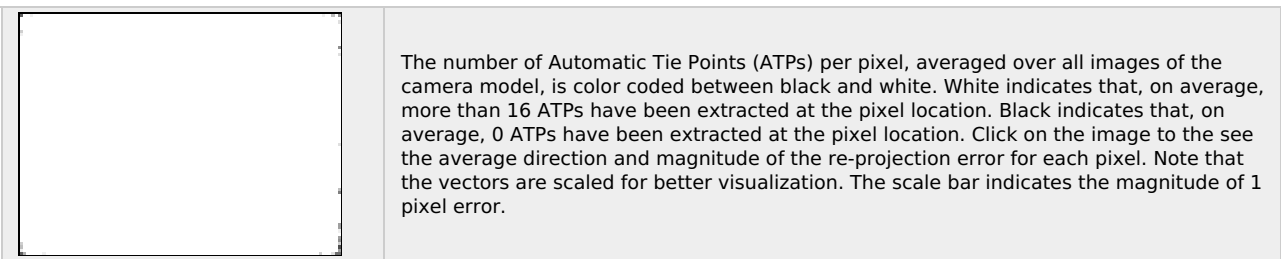 The number of Automatic Tie Points (ATPs) per pixel, averaged over all images of the
camera model, is color coded between black and white. White indicates that, on average,
more than 16 ATPs have been extracted at the pixel location. Black indicates that, on
average, 0 ATPs have been extracted at the pixel location. Click on the image to the see
the average direction and magnitude of the re-projection error for each pixel. Note that
the vectors are scaled for better visualization. The scale bar indicates the magnitude of 1
pixel error.